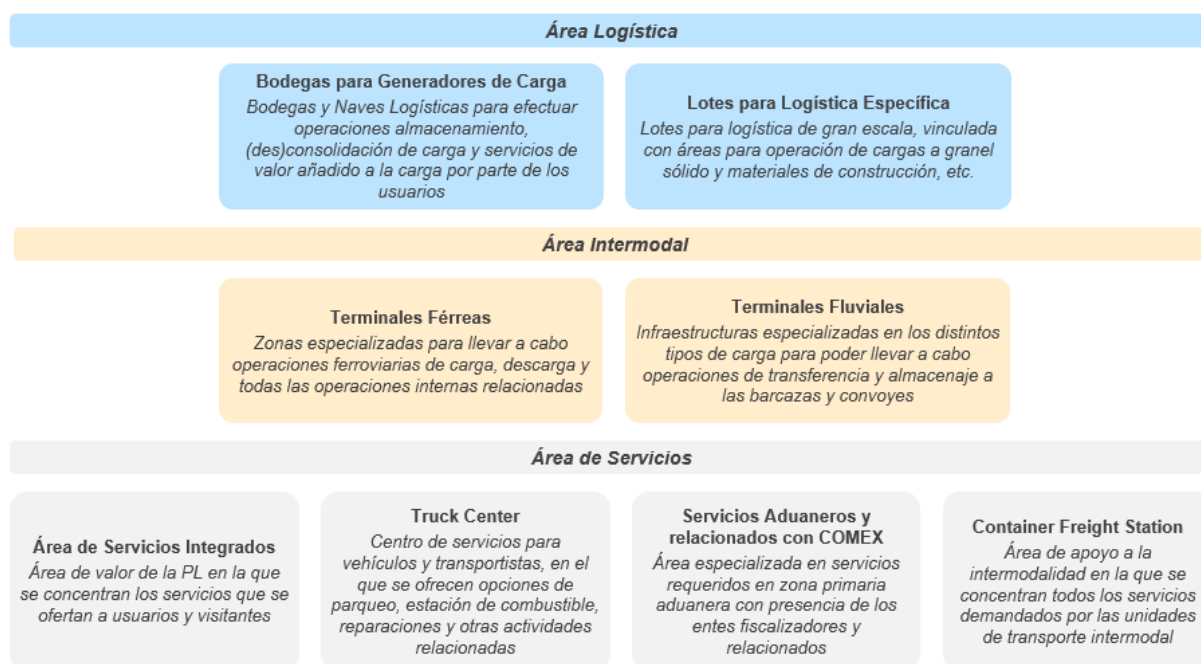 Área Logística
Bodegas para Generadores de Carga
Bodegas y Naves Logísticas para efectuar
operaciones almacenamiento,
(des)consolidación de carga y servicios de
valor añadido a la carga por parte de los
usuarios
Lotes para Logística Específica
Lotes para logística de gran escala, vinculada
con áreas para operación de cargas a granel
sólido y materiales de construcción, etc.
Área Intermodal
Terminales Férreas
Zonas especializadas para llevar a cabo
operaciones ferroviarias de carga, descarga y
todas las operaciones internas relacionadas
Terminales Fluviales
Infraestructuras especializadas en los distintos
tipos de carga para poder llevar a cabo
operaciones de transferencia y almacenaje a
las barcazas y convoyes
Área de Servicios
Área de Servicios Integrados
Área de valor de la PL en la que
se concentran los servicios que se
ofertan a usuarios y visitantes
Truck Center
Centro de servicios para
vehículos y transportistas, en el
que se ofrecen opciones de
parqueo, estación de combustible,
reparaciones y otras actividades
relacionadas
Servicios Aduaneros y
relacionados con COMEX
Área especializada en servicios
requeridos en zona primaria
aduanera con presencia de los
entes fiscalizadores y
relacionados
Container Freight Station
Área de apoyo a la
intermodalidad en la que se
concentran todos los servicios
demandados por las unidades
de transporte intermodal